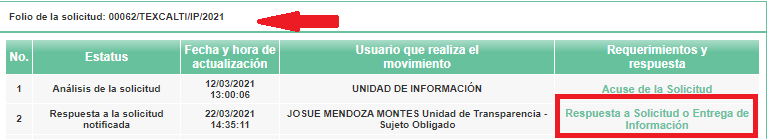 Folio de la solicitud: 00062/TEXCALTI/IP/2021
No. Estatus Fecha y hora de actualización Usuario que realiza el movimiento Requerimientos y respuesta
1 Análisis de la solicitud 12/03/2021 13:00:06 UNIDAD DE INFORMACIÓN Acuse de la Solicitud
2 Respuesta a la solicitud notificada 22/03/2021 14:35:11 JOSUE MENDOZA MONTES Unidad de Transparencia - Sujeto Obligado Respuesta a Solicitud o Entrega de Información